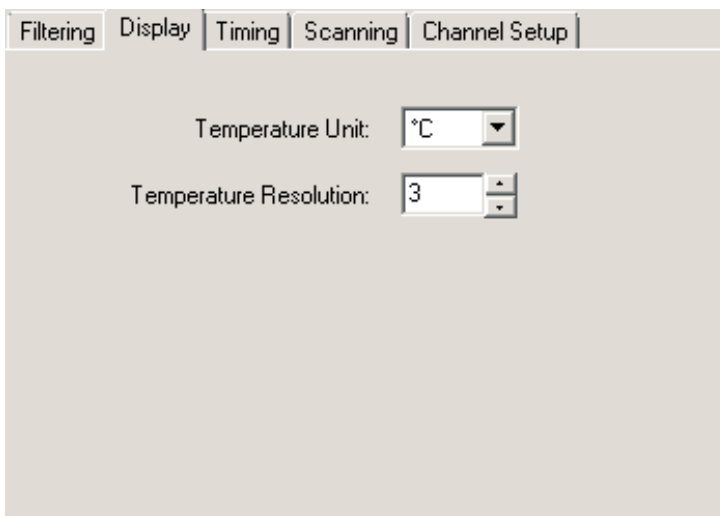 Filtering Display Timing Scanning Channel Setup
Temperature Unit: °C
Temperature Resolution: 3